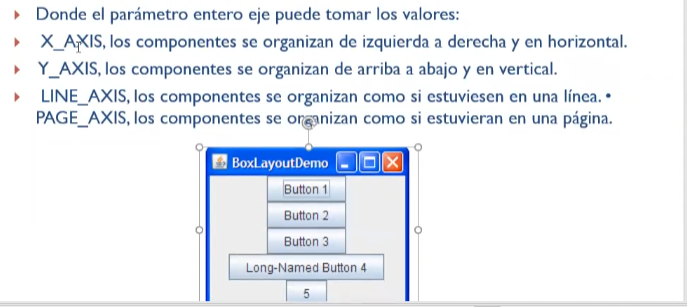 Donde el parámetro entero eje puede tomar los valores:
X_AXIS, los componentes se organizan de izquierda a derecha y en horizontal.
Y_AXIS, los componentes se organizan de arriba a abajo y en vertical.
LINE_AXIS, los componentes se organizan como si estuviesen en una línea. •
PAGE_AXIS, los componentes se organizan como si estuvieran en una página.
BoxLayoutDemo
Button 1
Button 2
Button 3
Long-Named Button 4
5